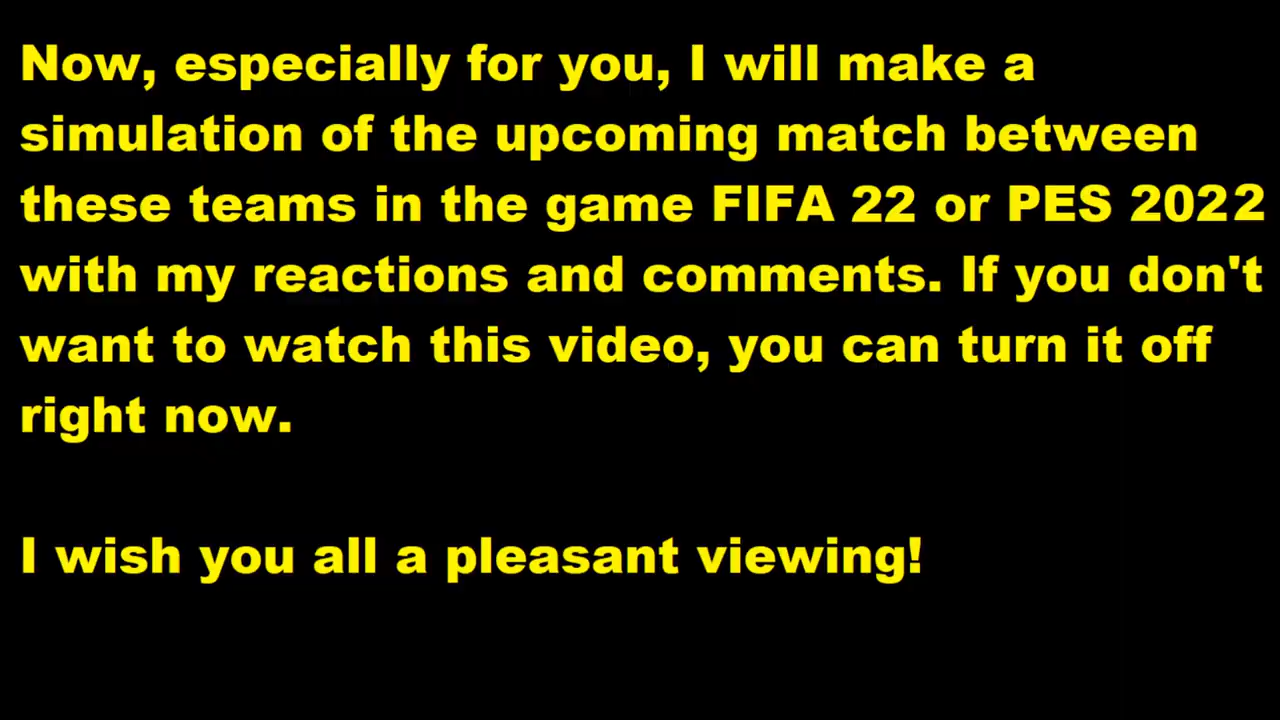 Now, especially for you, I will make a
simulation of the upcoming match between
these teams in the game FIFA 22 or PES 2022
with my reactions and comments. If you don't
want to watch this video, you can turn it off
right now.
I wish you all a pleasant viewing!